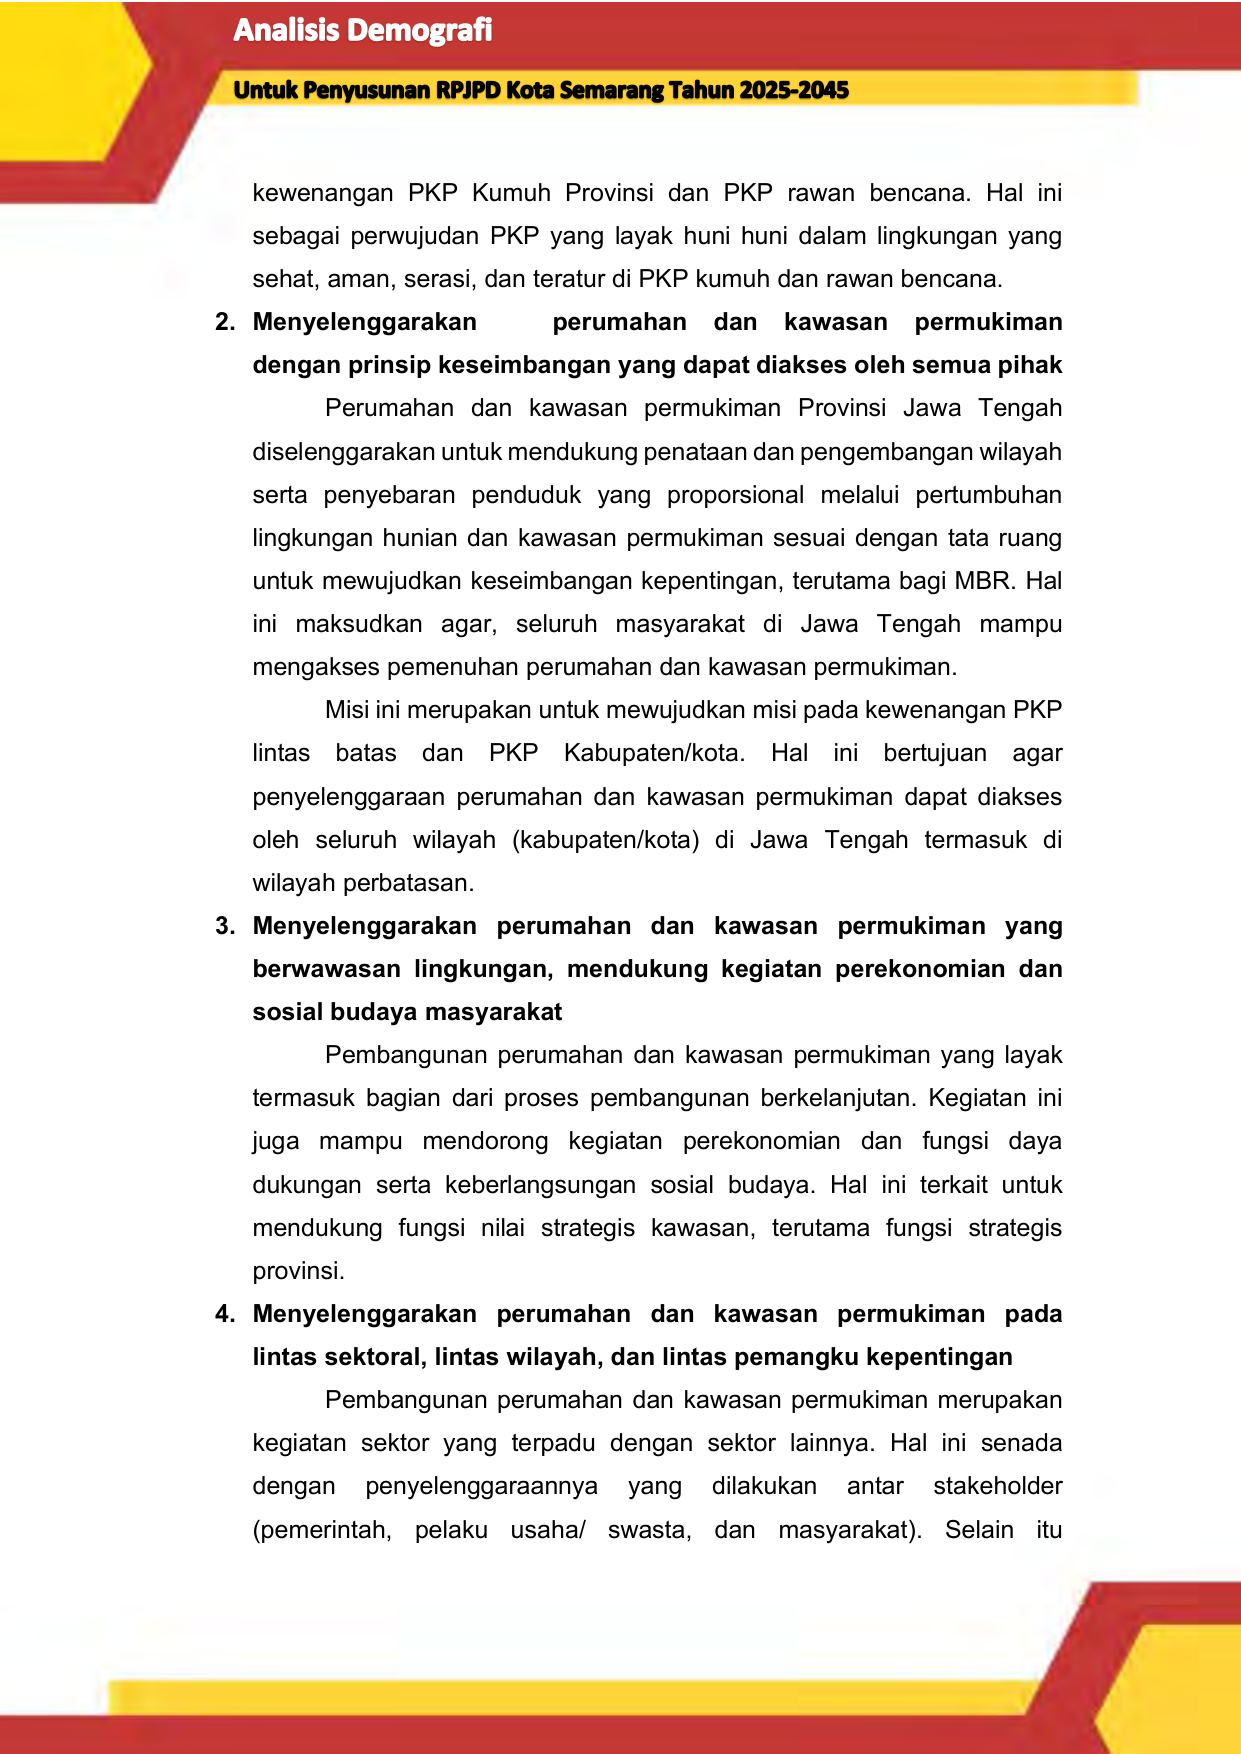 Analisis Demografi
Untuk Penyusunan RPJPD Kota Semarang Tahun 2025-2045
kewenangan PKP Kumuh Provinsi dan PKP rawan bencana. Hal ini
sebagai perwujudan PKP yang layak huni huni dalam lingkungan yang
sehat, aman, serasi, dan teratur di PKP kumuh dan rawan bencana.
2. Menyelenggarakan perumahan dan kawasan permukiman
dengan prinsip keseimbangan yang dapat diakses oleh semua pihak
Perumahan dan kawasan permukiman Provinsi Jawa Tengah
diselenggarakan untuk mendukung penataan dan pengembangan wilayah
serta penyebaran penduduk yang proporsional melalui pertumbuhan
lingkungan hunian dan kawasan permukiman sesuai dengan tata ruang
untuk mewujudkan keseimbangan kepentingan, terutama bagi MBR. Hal
ini maksudkan agar, seluruh masyarakat di Jawa Tengah mampu
mengakses pemenuhan perumahan dan kawasan permukiman.
Misi ini merupakan untuk mewujudkan misi pada kewenangan PKP
lintas batas dan PKP Kabupaten/kota. Hal ini bertujuan agar
penyelenggaraan perumahan dan kawasan permukiman dapat diakses
oleh seluruh wilayah (kabupaten/kota) di Jawa Tengah termasuk di
wilayah perbatasan.
3. Menyelenggarakan perumahan dan kawasan permukiman yang
berwawasan lingkungan, mendukung kegiatan perekonomian dan
sosial budaya masyarakat
Pembangunan perumahan dan kawasan permukiman yang layak
termasuk bagian dari proses pembangunan berkelanjutan. Kegiatan ini
juga mampu mendorong kegiatan perekonomian dan fungsi daya
dukungan serta keberlangsungan sosial budaya. Hal ini terkait untuk
mendukung fungsi nilai strategis kawasan, terutama fungsi strategis
provinsi.
4. Menyelenggarakan perumahan dan kawasan permukiman pada
lintas sektoral, lintas wilayah, dan lintas pemangku kepentingan
Pembangunan perumahan dan kawasan permukiman merupakan
kegiatan sektor yang terpadu dengan sektor lainnya. Hal ini senada
dengan penyelenggaraannya yang dilakukan antar stakeholder
(pemerintah, pelaku usaha/ swasta, dan masyarakat). Selain itu